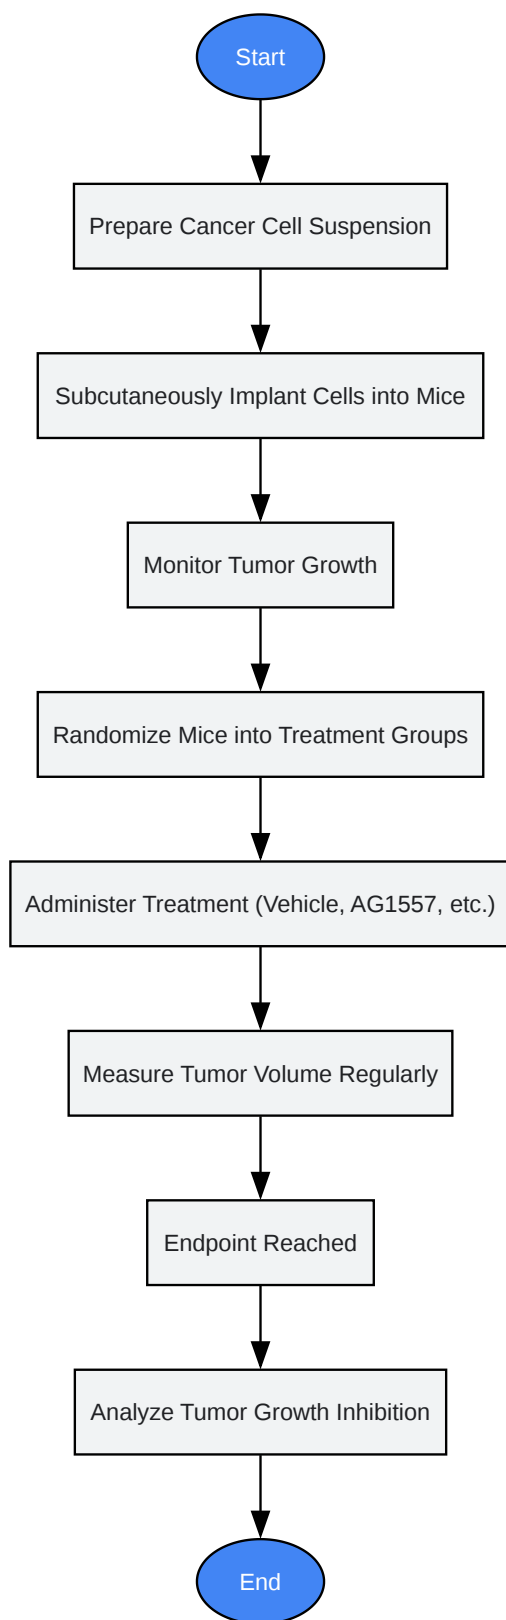 Start
Prepare Cancer Cell Suspension
Subcutaneously Implant Cells into Mice
Monitor Tumor Growth
Randomize Mice into Treatment Groups
Administer Treatment (Vehicle, AG1557, etc.)
Measure Tumor Volume Regularly
Endpoint Reached
Analyze Tumor Growth Inhibition
End